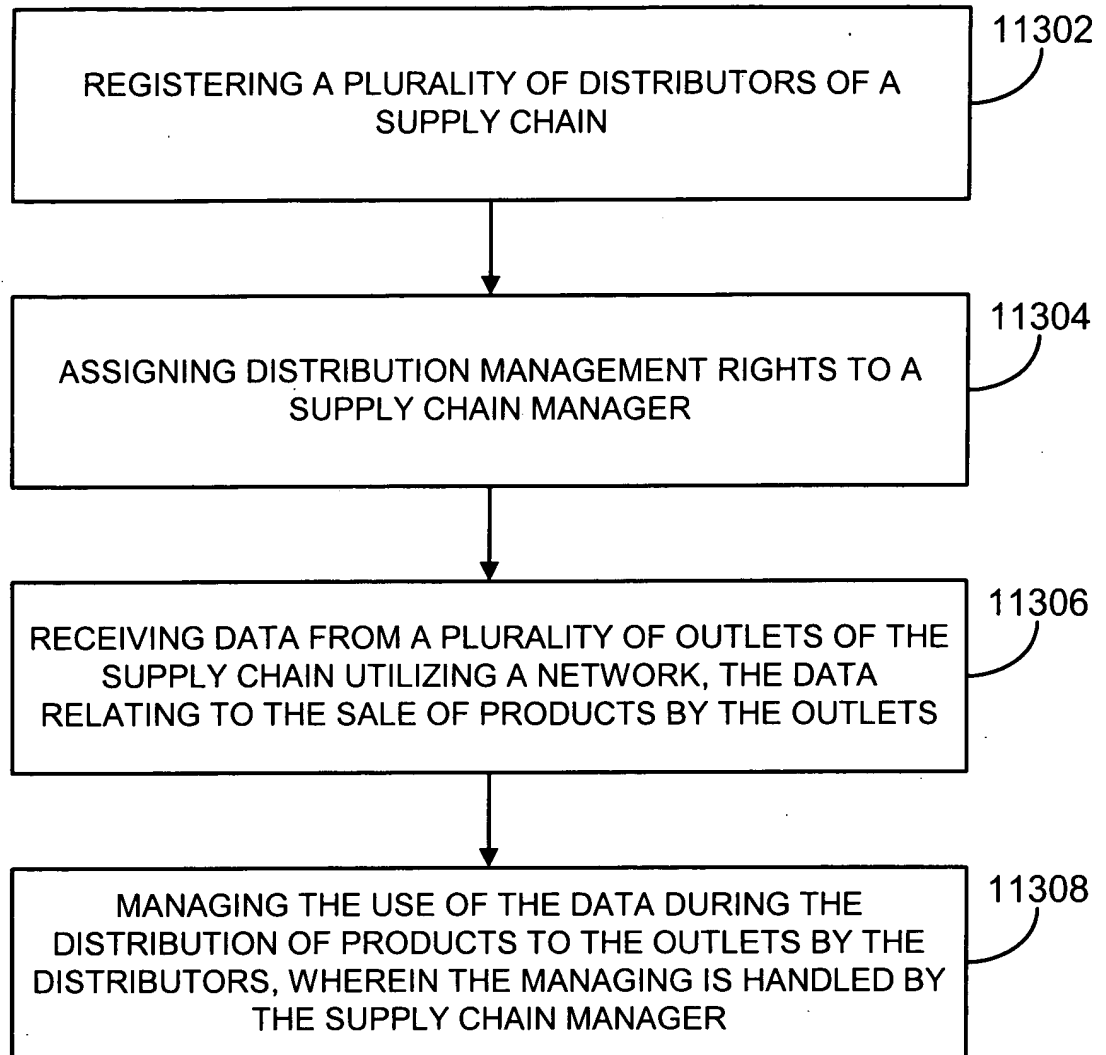 11302
REGISTERING A PLURALITY OF DISTRIBUTORS OF A
SUPPLY CHAIN
11304
ASSIGNING DISTRIBUTION MANAGEMENT RIGHTS TO A
SUPPLY CHAIN MANAGER
11306
RECEIVING DATA FROM A PLURALITY OF OUTLETS OF THE
SUPPLY CHAIN UTILIZING A NETWORK, THE DATA
RELATING TO THE SALE OF PRODUCTS BY THE OUTLETS
11308
MANAGING THE USE OF THE DATA DURING THE
DISTRIBUTION OF PRODUCTS TO THE OUTLETS BY THE
DISTRIBUTORS, WHEREIN THE MANAGING IS HANDLED BY
THE SUPPLY CHAIN MANAGER